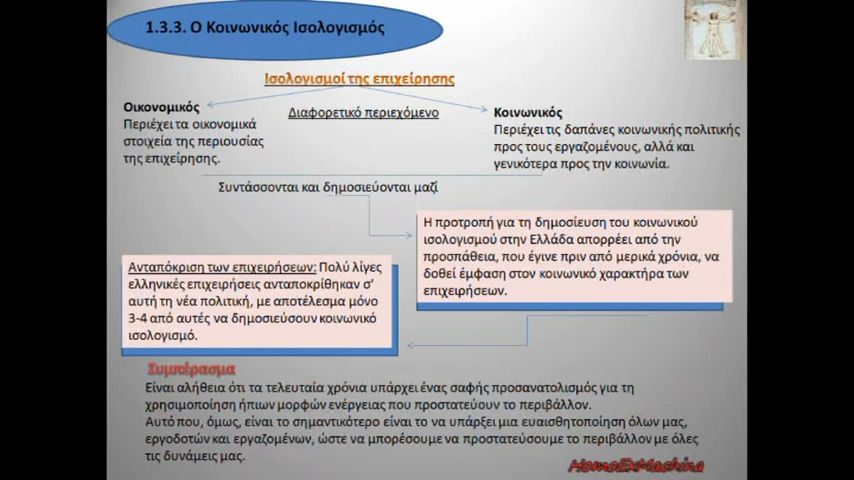 1.3.3. Ο Κοινωνικός Ισολογισμός
Ισολογισμοί της επιχείρησης
Οικονομικός
Περιέχει τα οικονομικά
στοιχεία της περιουσίας
της επιχείρησης.
Διαφορετικό περιεχόμενο
Κοινωνικός
Περιέχει τις δαπάνες κοινωνικής πολιτικής
προς τους εργαζομένους, αλλά και
γενικότερα προς την κοινωνία.
Συντάσσονται και δημοσιεύονται μαζί
Η προτροπή για τη δημοσίευση του κοινωνικού
ισολογισμού στην Ελλάδα απορρέει από την
προσπάθεια, που έγινε πριν από μερικά χρόνια, να
δοθεί έμφαση στον κοινωνικό χαρακτήρα των
επιχειρήσεων.
Ανταπόκριση των επιχειρήσεων: Πολύ λίγες
ελληνικές επιχειρήσεις ανταποκρίθηκαν σ'
αυτή τη νέα πολιτική, με αποτέλεσμα μόνο
3-4 από αυτές να δημοσιεύσουν κοινωνικό
ισολογισμό.
Συμπέρασμα
Είναι αλήθεια ότι τα τελευταία χρόνια υπάρχει ένας σαφής προσανατολισμός για τη
χρησιμοποίηση ήπιων μορφών ενέργειας που προστατεύουν το περιβάλλον.
Αυτό που, όμως, είναι το σημαντικότερο είναι το να υπάρξει μια ευαισθητοποίηση όλων μας,
εργοδοτών και εργαζομένων, ώστε να μπορέσουμε να προστατεύσουμε το περιβάλλον με όλες
τις δυνάμεις μας.
HomoExMachina